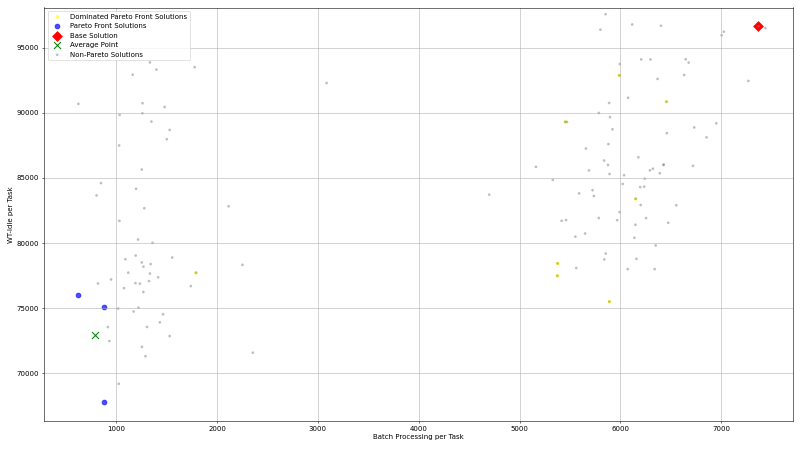 Dominated Pareto Front Solutions
Pareto Front Solutions
Base Solution
Average Point
Non-Pareto Solutions
95000
90000
85000
80000
75000
70000
WT-Idle per Task
1000
2000
3000
4000
5000
6000
7000
Batch Processing per Task